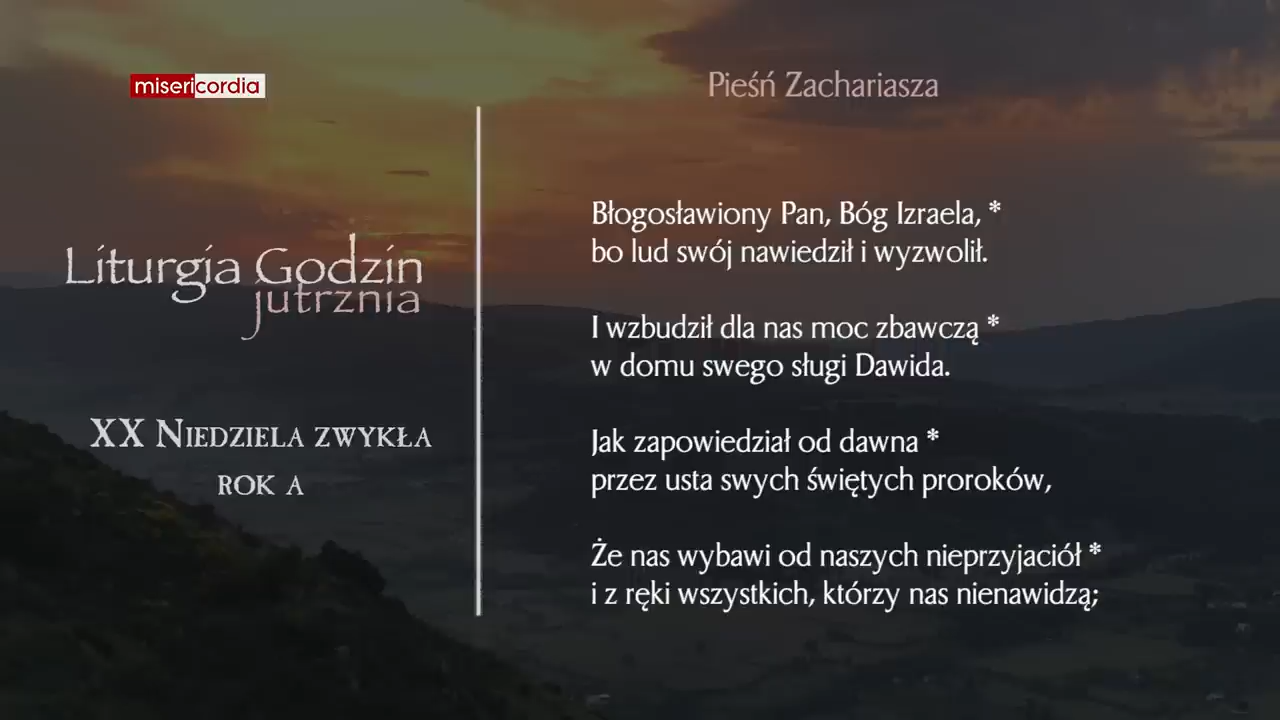 misericordia
Liturgia Godzin
jutrznia
XX Niedziela zwykła
rok a
Pieśń Zachariasza
Błogosławiony Pan, Bóg Izraela, *
bo lud swój nawiedził i wyzwolił.
I wzbudził dla nas moc zbawczą *
w domu swego sługi Dawida.
Jak zapowiedział od dawna *
przez usta swych świętych proroków,
Że nas wybawi od naszych nieprzyjaciół *
i z ręki wszystkich, którzy nas nienawidzą;